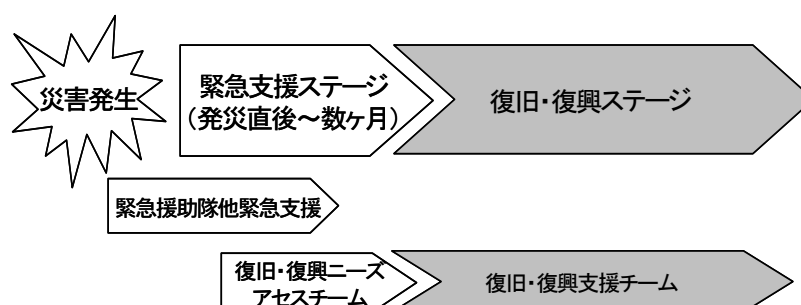 災害発生
緊急支援ステージ
（発災直後～数ヶ月）
復旧・復興ステージ
緊急援助隊他緊急支援
復旧・復興ニーズ
アセスチーム
復旧・復興支援チーム